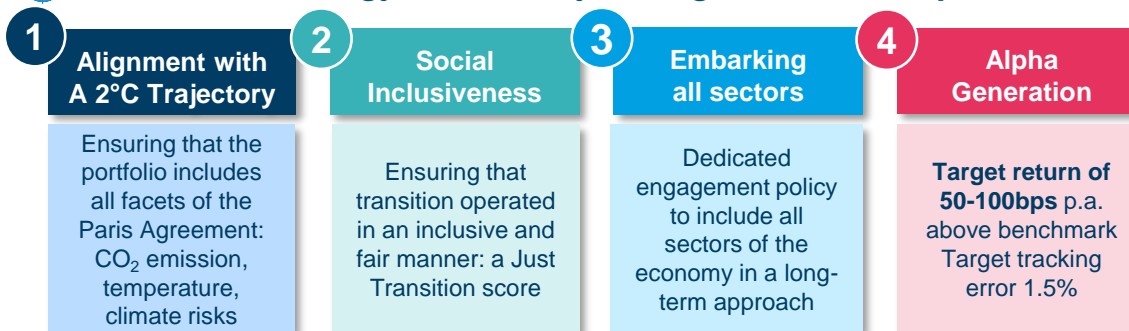 1
Alignment with
A 2°C Trajectory
Ensuring that the
portfolio includes
all facets of the
Paris Agreement:
CO₂ emission,
temperature,
climate risks
2
Social
Inclusiveness
Ensuring that
transition operated
in an inclusive and
fair manner: a Just
Transition score
3
Embarking
all sectors
Dedicated
engagement policy
to include all
sectors of the
economy in a long-
term approach
4
Alpha
Generation
Target return of
50-100bps p.a.
above benchmark
Target tracking
error 1.5%